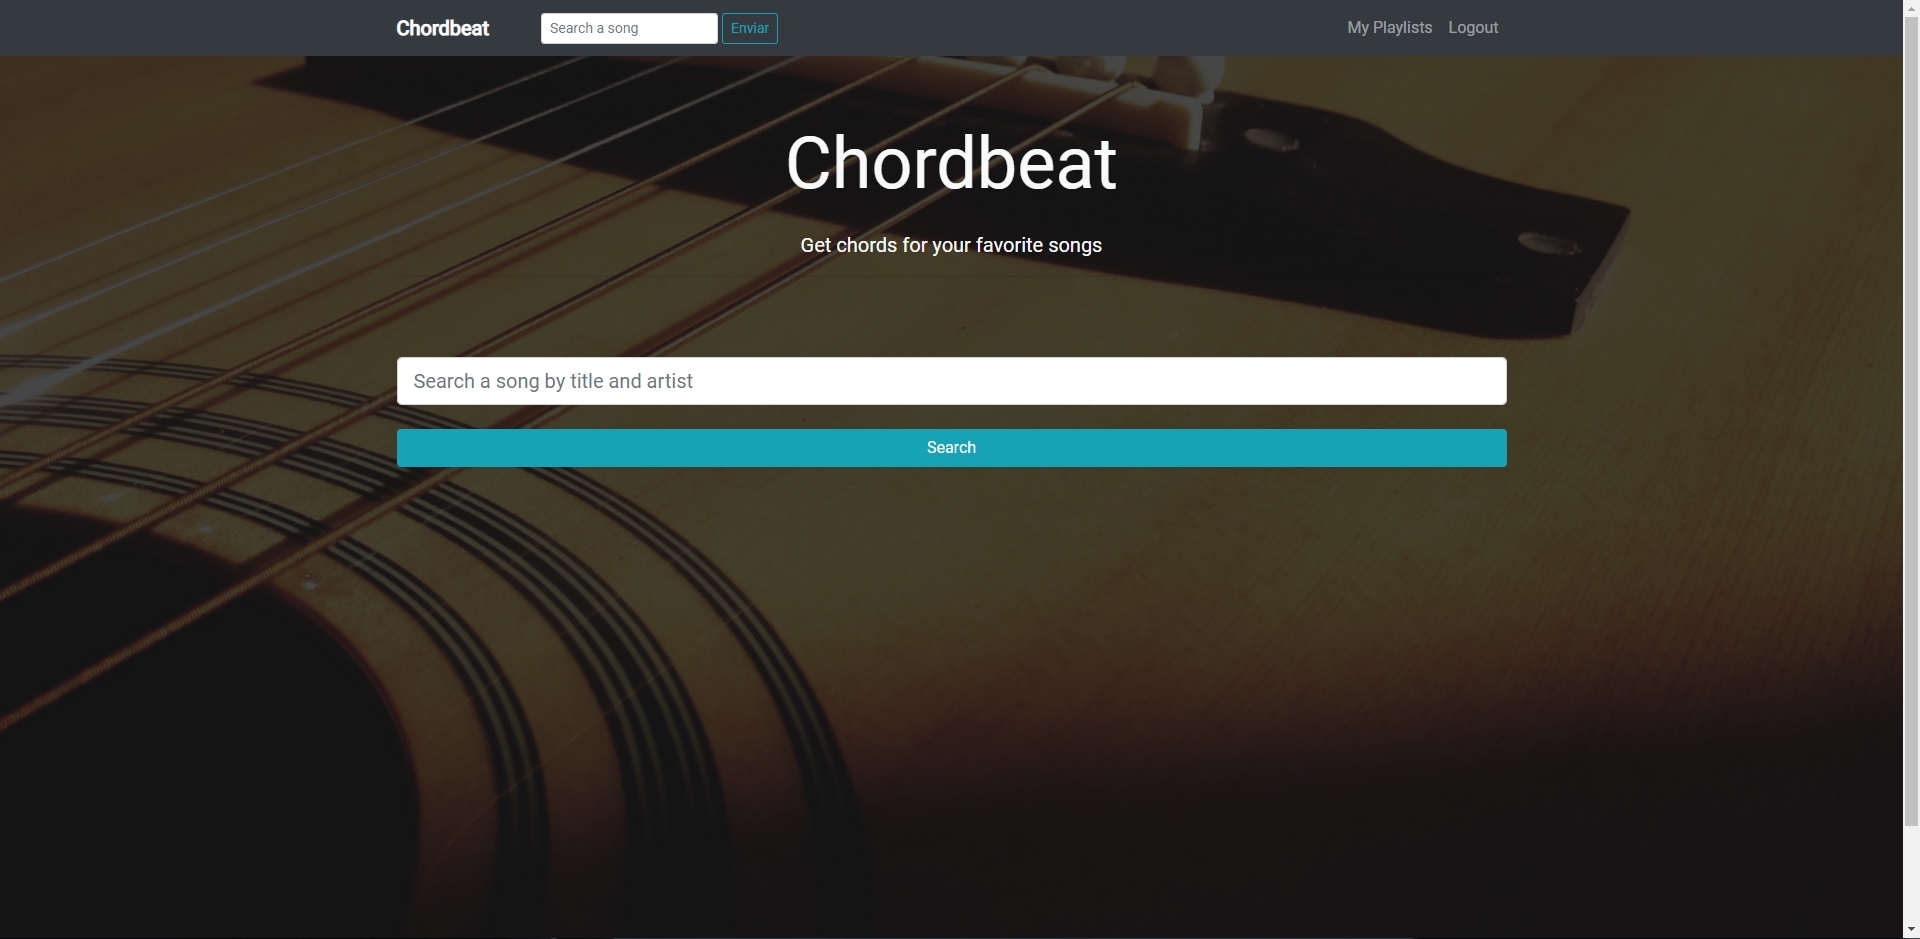 Chordbeat Search a song Enviar My Playlists Logout
Chordbeat
Get chords for your favorite songs
Search a song by title and artist
Search